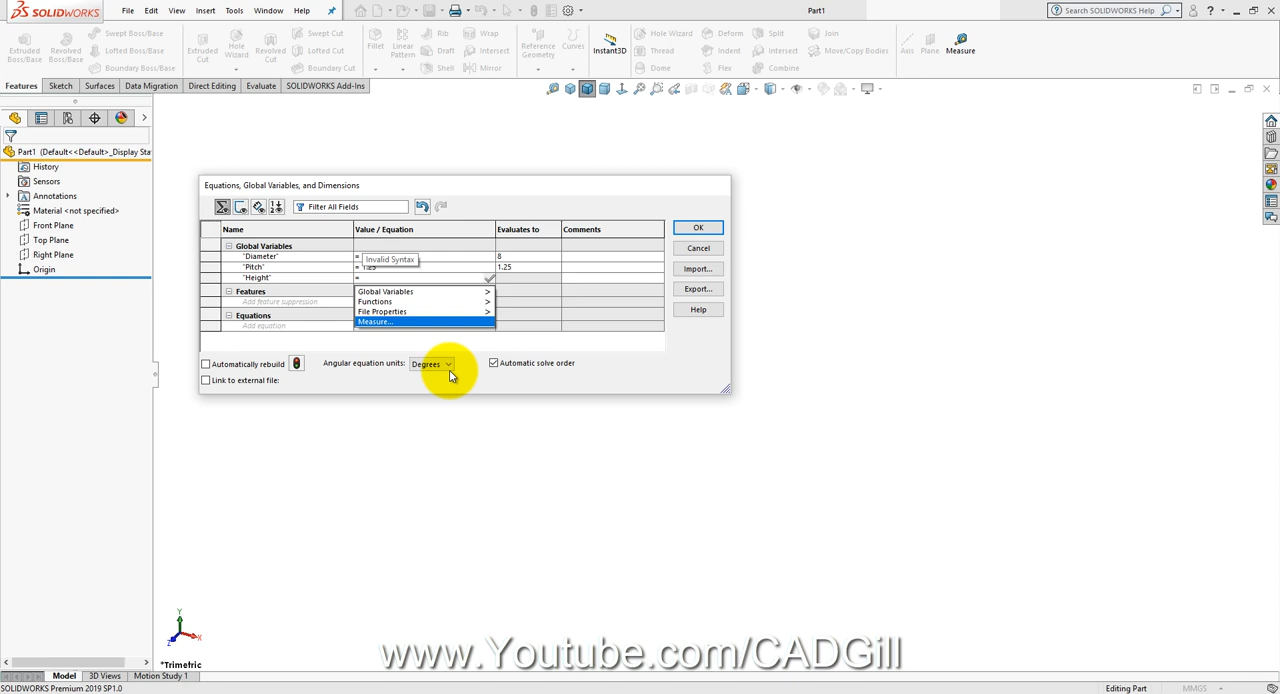 SOLIDWORKS
File Edit View Insert Tools Window Help
Part1
Search SOLIDWORKS Help
Extruded Boss/Base
Revolved Boss/Base
Swept Boss/Base
Lofted Boss/Base
Boundary Boss/Base
Extruded Cut
Hole Wizard
Revolved Cut
Swept Cut
Lofted Cut
Boundary Cut
Fillet
Linear Pattern
Rib
Draft
Shell
Wrap
Intersect
Mirror
Reference Geometry
Curves
Instant3D
Hole Wizard
Thread
Dome
Deform
Indent
Flex
Split
Intersect
Combine
Join
Move/Copy Bodies
Axis
Plane
Measure
Features Sketch Surfaces Data Migration Direct Editing Evaluate SOLIDWORKS Add-Ins
Part1 (Default<<Default>_Display Sta
History
Sensors
Annotations
Material <not specified>
Front Plane
Top Plane
Right Plane
Origin
Equations, Global Variables, and Dimensions
Filter All Fields
Name Value / Equation Evaluates to Comments
Global Variables
"Diameter" = 8
Invalid Syntax
"Pitch" = 1.25 1.25
"Height" =
Features
Add feature suppression
Equations
Add equation
Global Variables >
Functions >
File Properties >
Measure...
OK
Cancel
Import...
Export...
Help
Automatically rebuild Angular equation units: Degrees Automatic solve order
Link to external file:
Y
X
Z
*Trimetric
www.Youtube.com/CADGill
Model 3D Views Motion Study 1
SOLIDWORKS Premium 2019 SP1.0 Editing Part MMGS